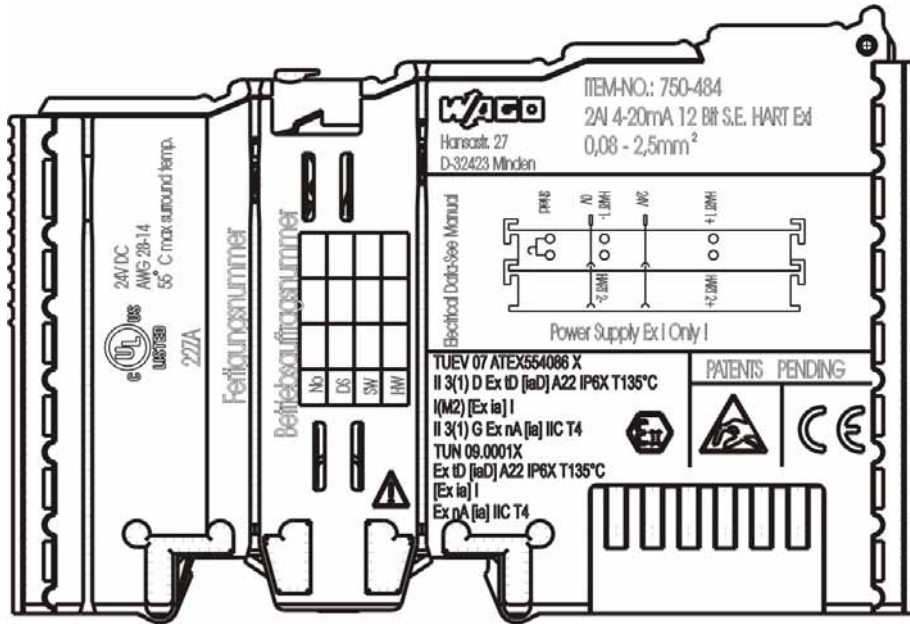 24V DC
AWG 28-14
55° C max surround temp.
C UL US
LISTED
227A
Fertigungsnummer
Betriebsauftragsnummer
No
DS
SW
HW
WAGO
Hansastr. 27
D-32423 Minden
ITEM-NO.: 750-484
2AI 4-20mA 12 Bit S.E. HART Exi
0,08 - 2,5mm²
Electrical Data-See Manual
Shield
0V
HART 1-
24V
HART 1+
HART 2-
HART 2+
Power Supply Ex i Only !
TUEV 07 ATEX554086 X
II 3(1) D Ex tD [iaD] A22 IP6X T135°C
I(M2) [Ex ia] I
II 3(1) G Ex nA [ia] IIC T4
TUN 09.0001X
Ex tD [iaD] A22 IP6X T135°C
[Ex ia] I
Ex nA [ia] IIC T4
Ex
PATENTS PENDING
CE